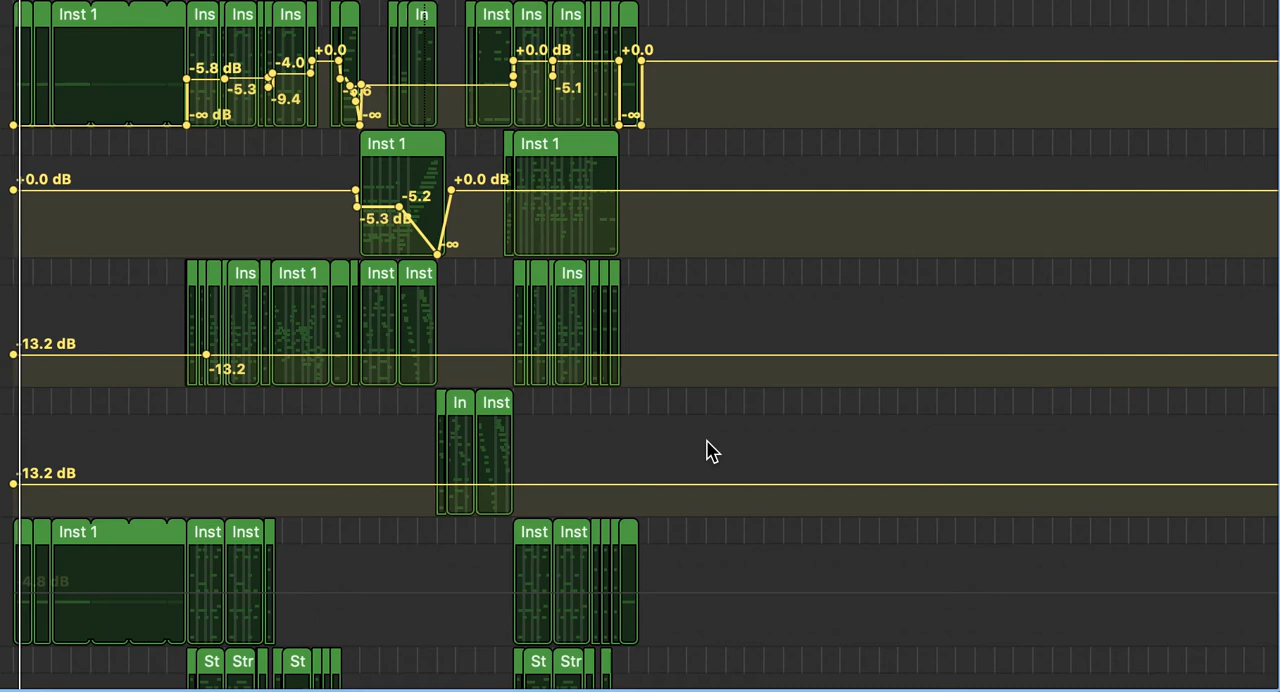 Inst 1 Ins Ins Ins In Inst Ins Ins
+0.0 +0.0 dB +0.0
-5.8 dB -4.0
-5.3 -5.1
-9.4
-∞ dB -∞ -∞
Inst 1 Inst 1
+0.0 dB +0.0 dB
-5.2
-5.3 dB
-∞
Ins Inst 1 Inst Inst Ins
-13.2 dB
-13.2
In Inst
-13.2 dB
Inst 1 Inst Inst Inst Inst
4.8 dB
St Str St St Str